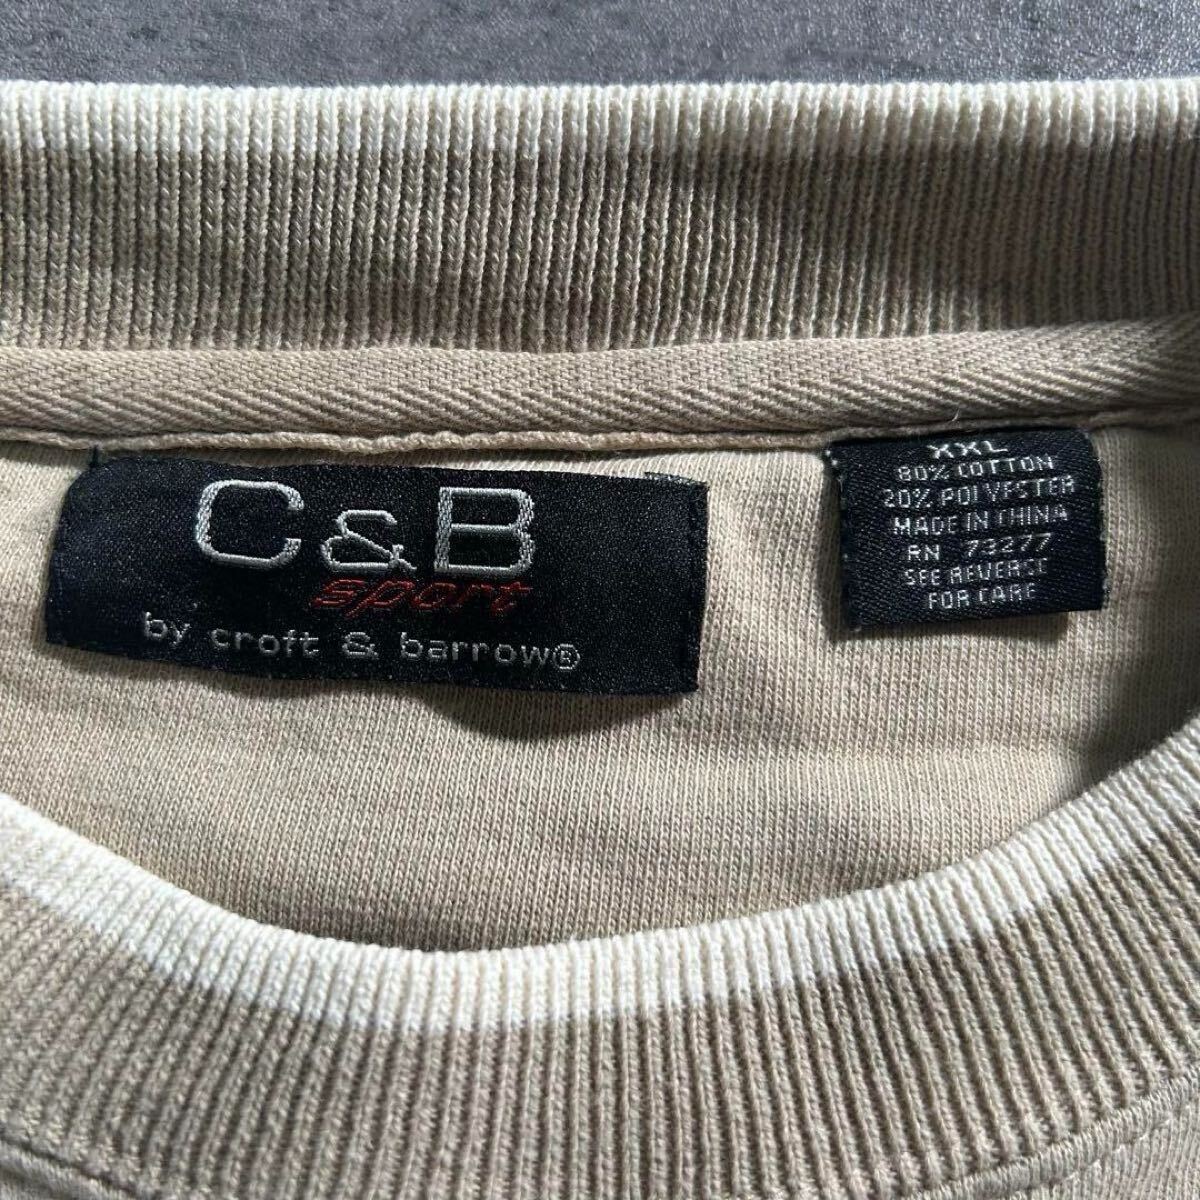 C&B
sport
by croft & barrow®
XXL
80% COTTON
20% POLYESTER
MADE IN CHINA
RN 73277
SEE REVERSE
FOR CARE